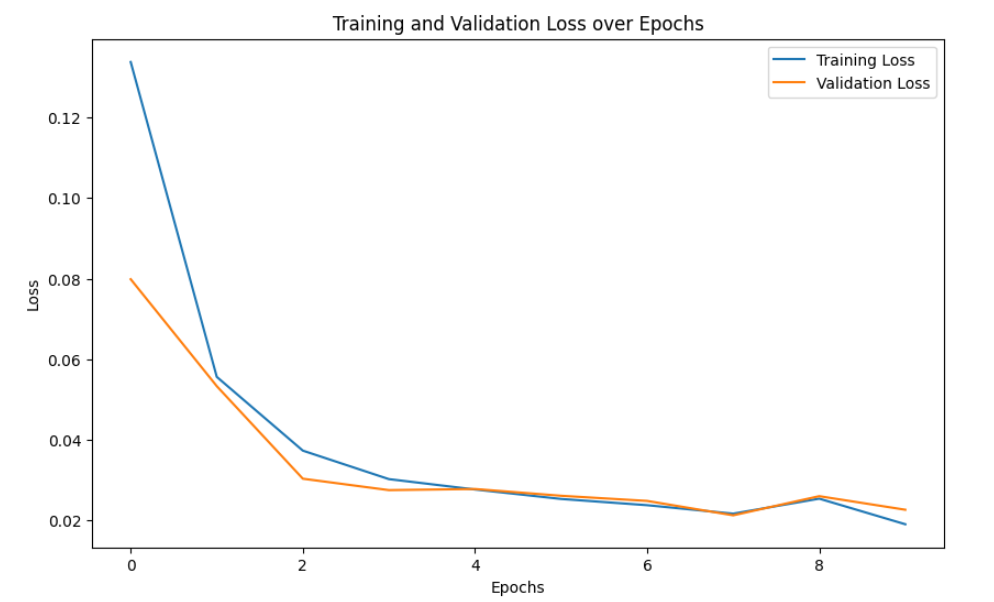 Training and Validation Loss over Epochs
Training Loss
Validation Loss
0.12
0.10
0.08
0.06
0.04
0.02
Loss
0 2 4 6 8
Epochs